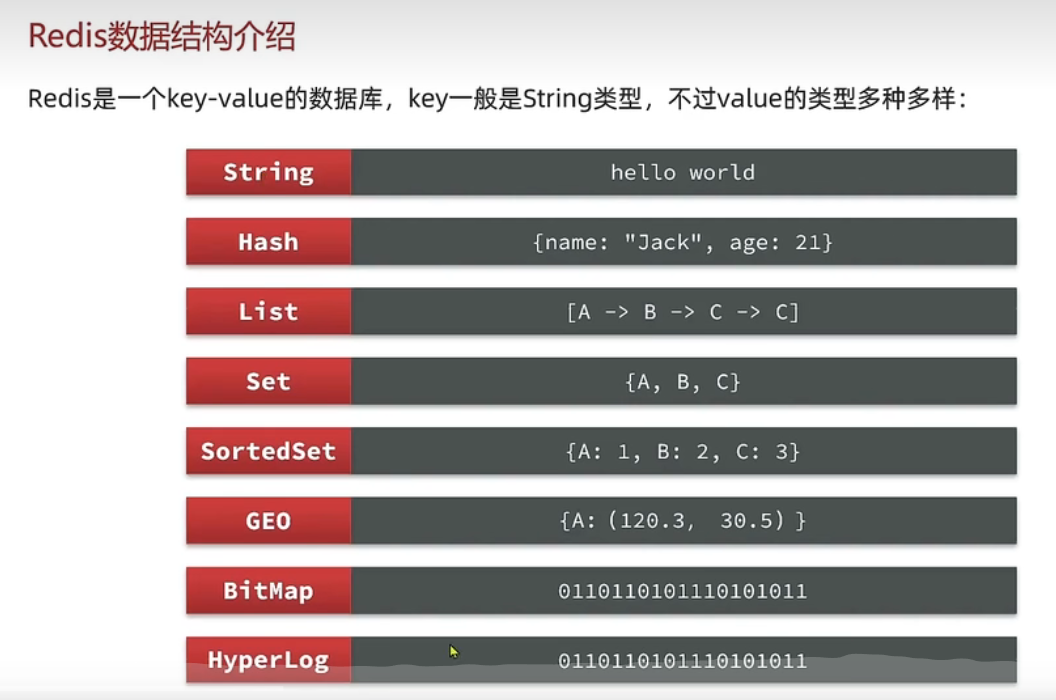 Redis数据结构介绍
Redis是一个key-value的数据库，key一般是String类型，不过value的类型多种多样：
String hello world
Hash {name: "Jack", age: 21}
List [A -> B -> C -> C]
Set {A, B, C}
SortedSet {A: 1, B: 2, C: 3}
GEO {A: (120.3, 30.5) }
BitMap 0110110101110101011
HyperLog 0110110101110101011